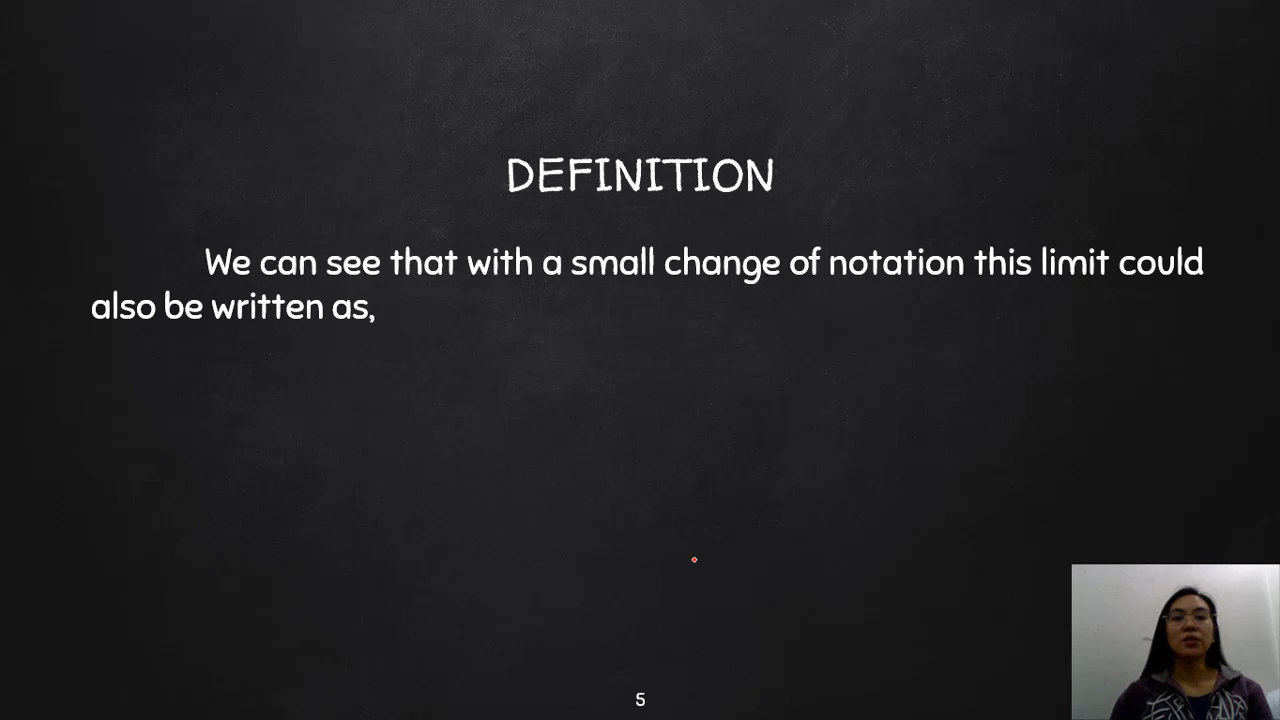 DEFINITION
We can see that with a small change of notation this limit could
also be written as,
5